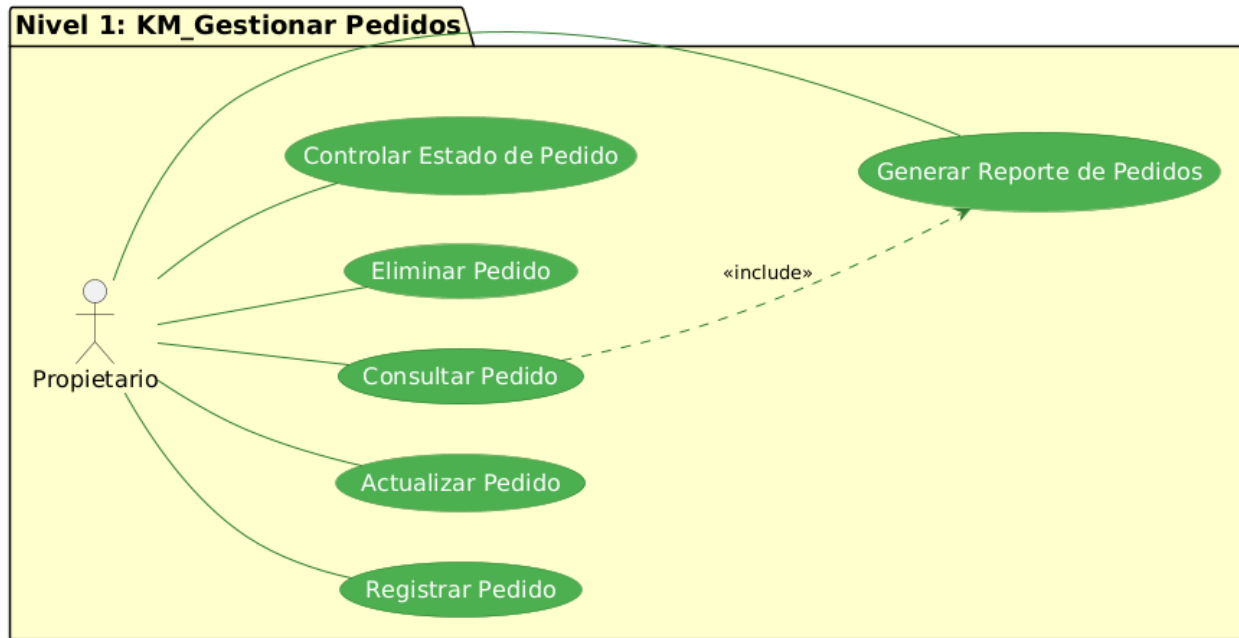 Nivel 1: KM_Gestionar Pedidos
Controlar Estado de Pedido
Generar Reporte de Pedidos
Eliminar Pedido
«include»
Propietario
Consultar Pedido
Actualizar Pedido
Registrar Pedido